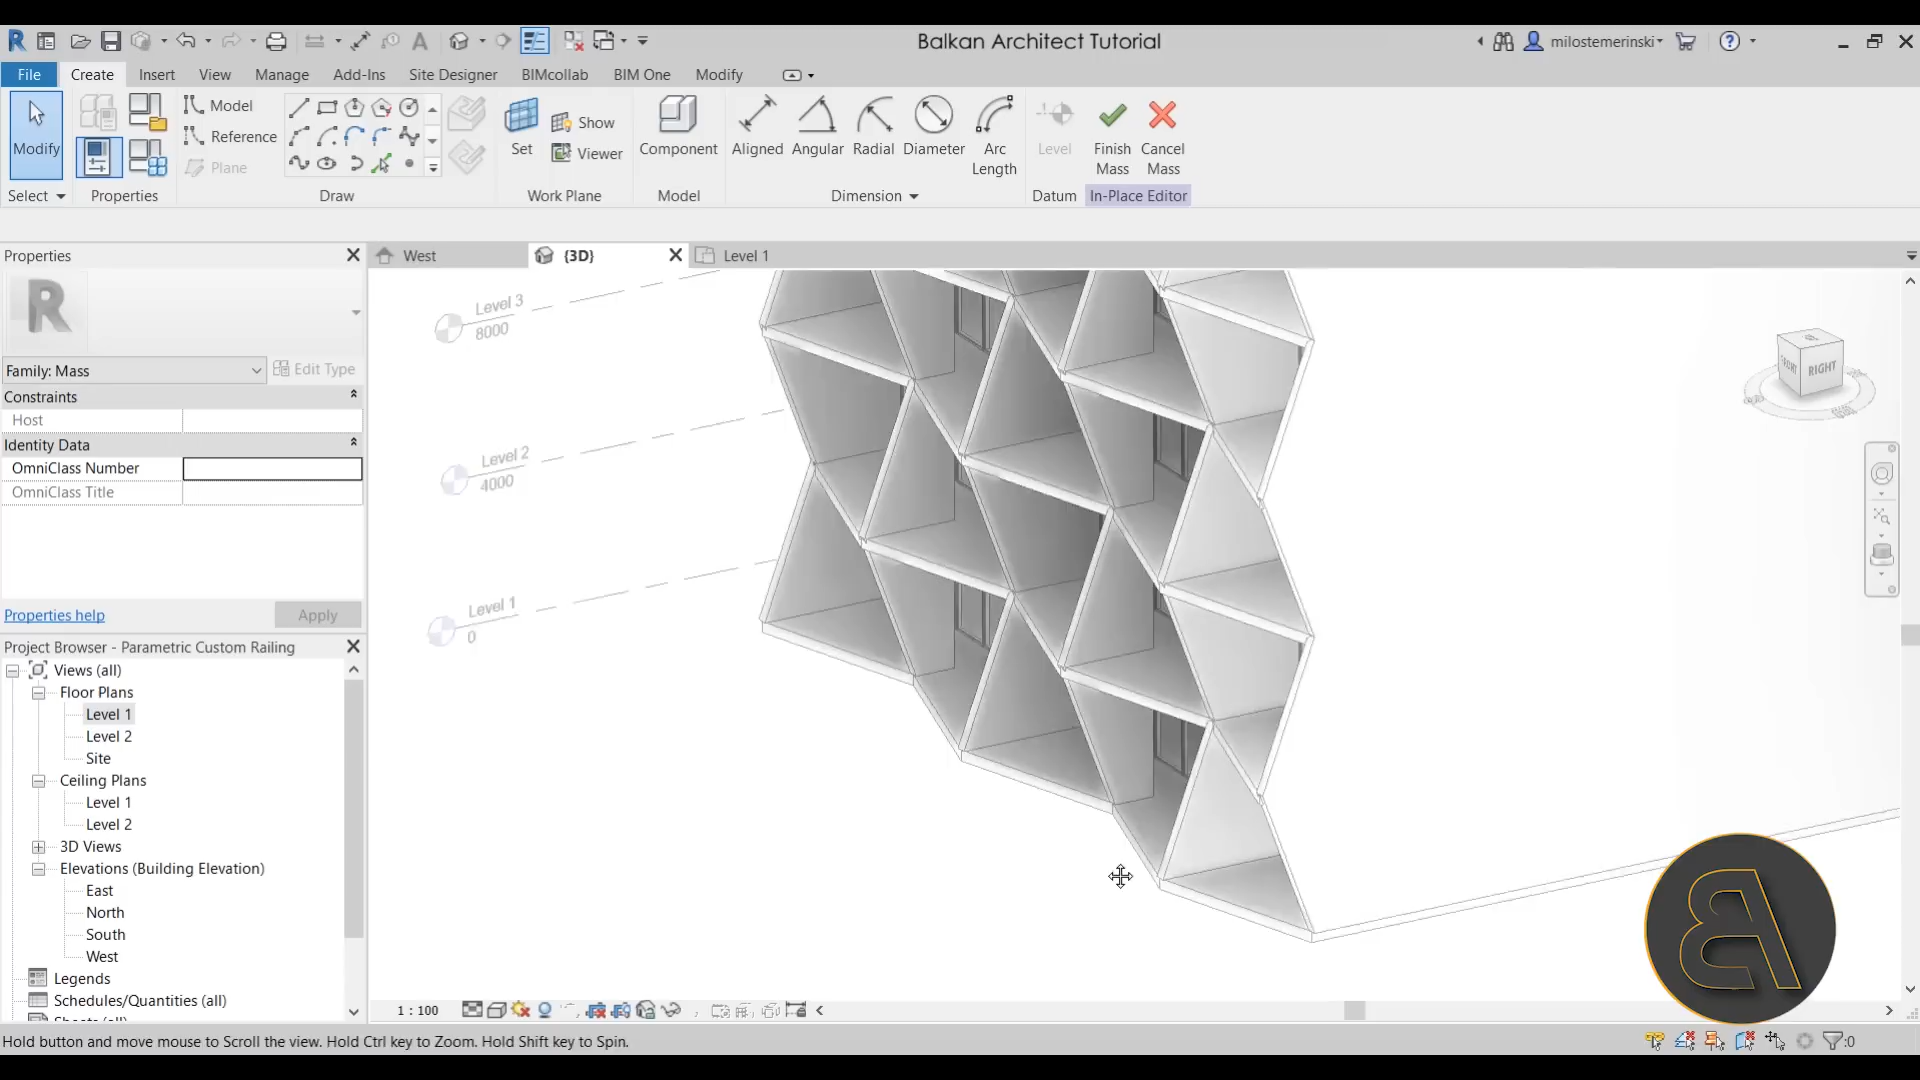 Balkan Architect Tutorial
milostemerinski
File Create Insert View Manage Add-Ins Site Designer BIMcollab BIM One Modify
Modify
Model
Reference
Plane
Set
Show
Viewer
Component
Aligned Angular Radial Diameter Arc Length
Level
Finish Mass
Cancel Mass
Select Properties Draw Work Plane Model Dimension Datum In-Place Editor
Properties
West {3D} Level 1
R
Family: Mass Edit Type
Constraints
Host
Identity Data
OmniClass Number
OmniClass Title
Properties help Apply
Project Browser - Parametric Custom Railing
Views (all)
Floor Plans
Level 1
Level 2
Site
Ceiling Plans
Level 1
Level 2
3D Views
Elevations (Building Elevation)
East
North
South
West
Legends
Schedules/Quantities (all)
Sheets (all)
Level 3
8000
Level 2
4000
Level 1
0
FRONT RIGHT
1 : 100
Hold button and move mouse to Scroll the view. Hold Ctrl key to Zoom. Hold Shift key to Spin.
:0